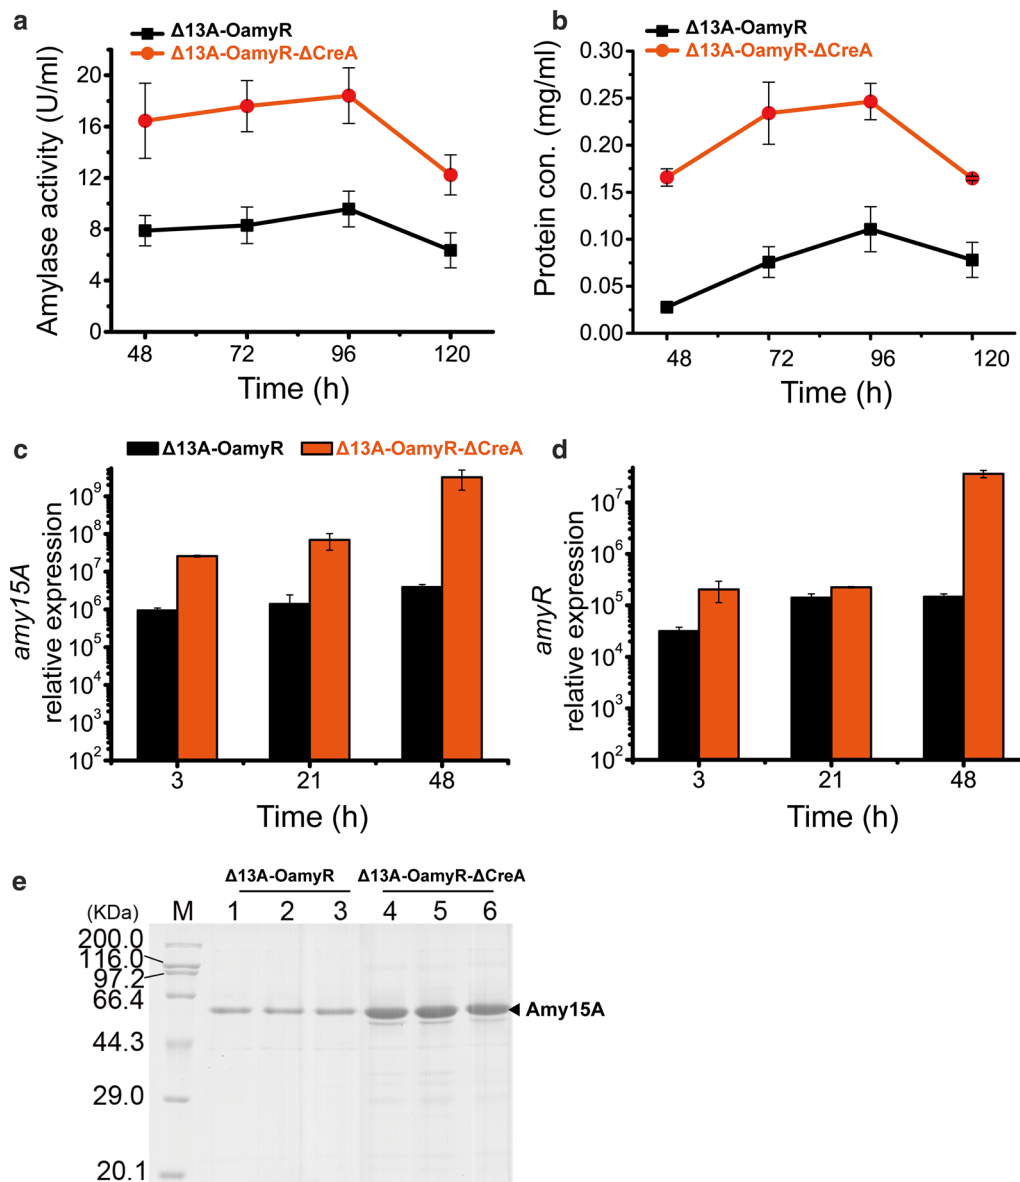 a
Δ13A-OamyR
Δ13A-OamyR-ΔCreA
Amylase activity (U/ml)
20
16
12
8
4
0
48 72 96 120
Time (h)
b
Δ13A-OamyR
Δ13A-OamyR-ΔCreA
Protein con. (mg/ml)
0.30
0.25
0.20
0.15
0.10
0.05
0.00
48 72 96 120
Time (h)
c
Δ13A-OamyR Δ13A-OamyR-ΔCreA
amy15A
relative expression
10⁹
10⁸
10⁷
10⁶
10⁵
10⁴
10³
10²
3 21 48
Time (h)
d
amyR
relative expression
10⁷
10⁶
10⁵
10⁴
10³
10²
3 21 48
Time (h)
e
Δ13A-OamyR Δ13A-OamyR-ΔCreA
(KDa) M 1 2 3 4 5 6
200.0
116.0
97.2
66.4
44.3
29.0
20.1
Amy15A